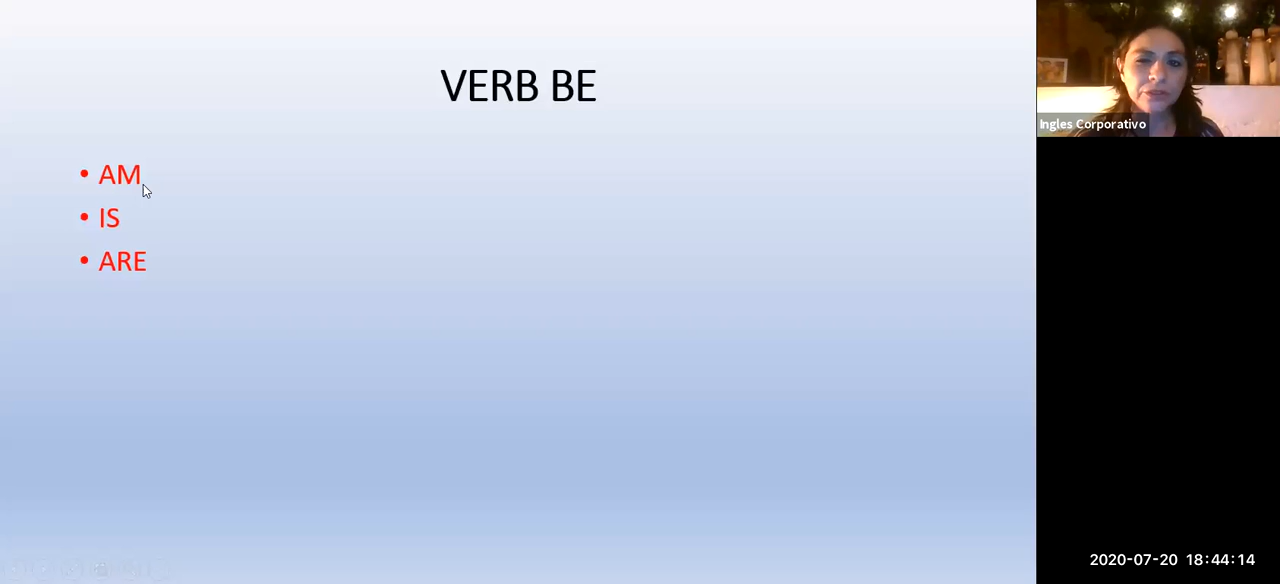 VERB BE
• AM
• IS
• ARE
Ingles Corporativo
2020-07-20 18:44:14